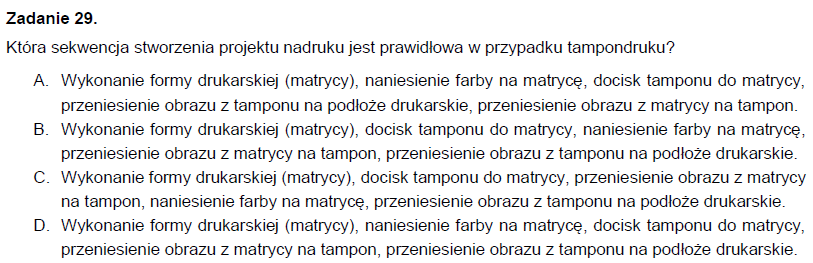 Zadanie 29.
Która sekwencja stworzenia projektu nadruku jest prawidłowa w przypadku tampondruku?
A. Wykonanie formy drukarskiej (matrycy), naniesienie farby na matrycę, docisk tamponu do matrycy,
przeniesienie obrazu z tamponu na podłoże drukarskie, przeniesienie obrazu z matrycy na tampon.
B. Wykonanie formy drukarskiej (matrycy), docisk tamponu do matrycy, naniesienie farby na matrycę,
przeniesienie obrazu z matrycy na tampon, przeniesienie obrazu z tamponu na podłoże drukarskie.
C. Wykonanie formy drukarskiej (matrycy), docisk tamponu do matrycy, przeniesienie obrazu z matrycy
na tampon, naniesienie farby na matrycę, przeniesienie obrazu z tamponu na podłoże drukarskie.
D. Wykonanie formy drukarskiej (matrycy), naniesienie farby na matrycę, docisk tamponu do matrycy,
przeniesienie obrazu z matrycy na tampon, przeniesienie obrazu z tamponu na podłoże drukarskie.